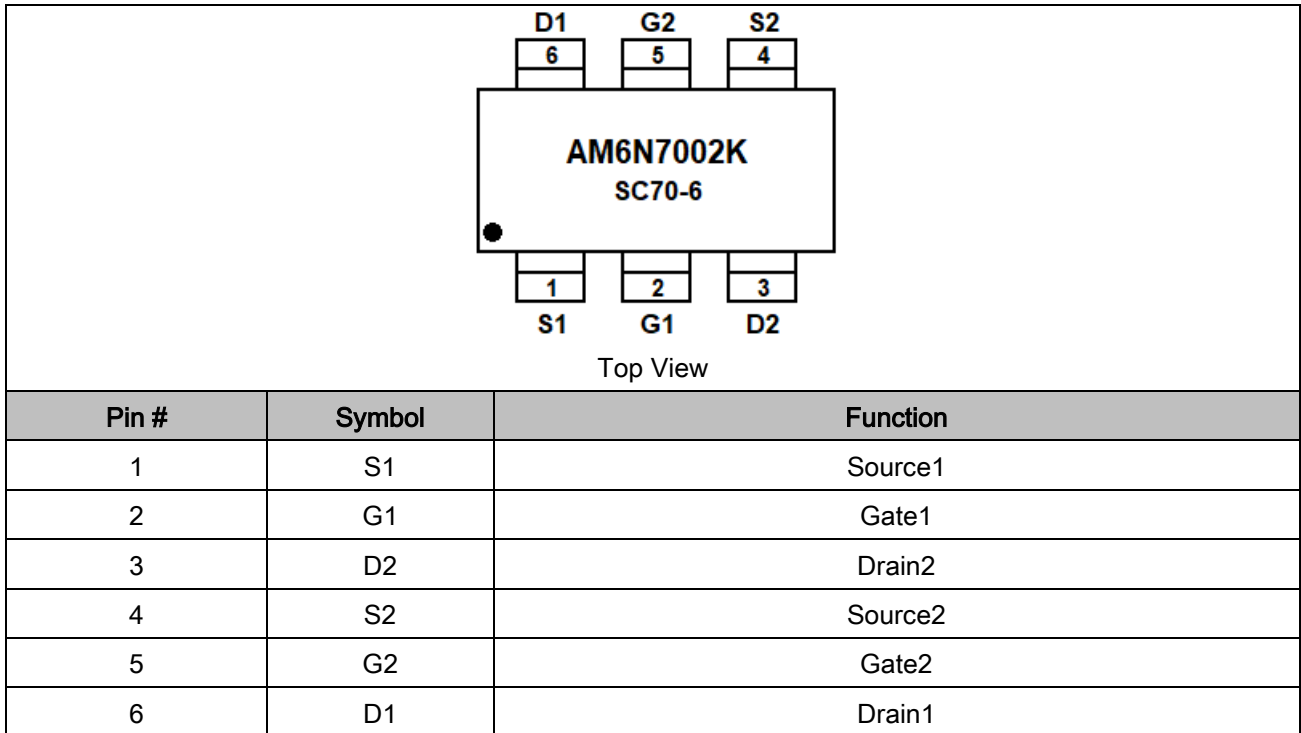 D1 G2 S2
6 5 4
AM6N7002K
SC70-6
1 2 3
S1 G1 D2
Top View
Pin # Symbol Function
1 S1 Source1
2 G1 Gate1
3 D2 Drain2
4 S2 Source2
5 G2 Gate2
6 D1 Drain1